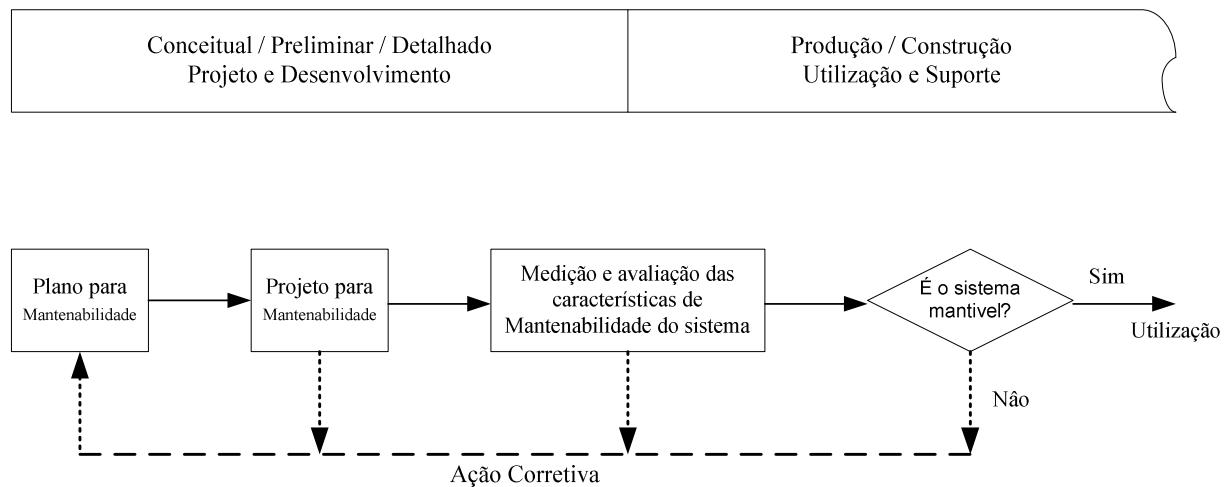 Conceitual / Preliminar / Detalhado
Projeto e Desenvolvimento
Produção / Construção
Utilização e Suporte
Plano para
Mantenabilidade
Projeto para
Mantenabilidade
Medição e avaliação das
características de
Mantenabilidade do sistema
É o sistema
mantivel?
Sim
Utilização
Nâo
Ação Corretiva